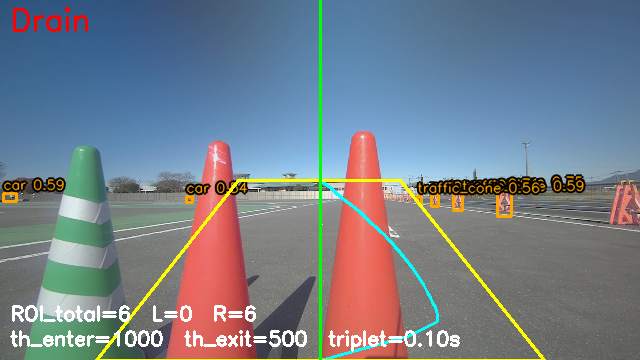 Drain
car 0.59
car 0.54
traffic cone 0.56
0.59
ROI_total=6 L=0 R=6
th_enter=1000 th_exit=500 triplet=0.10s